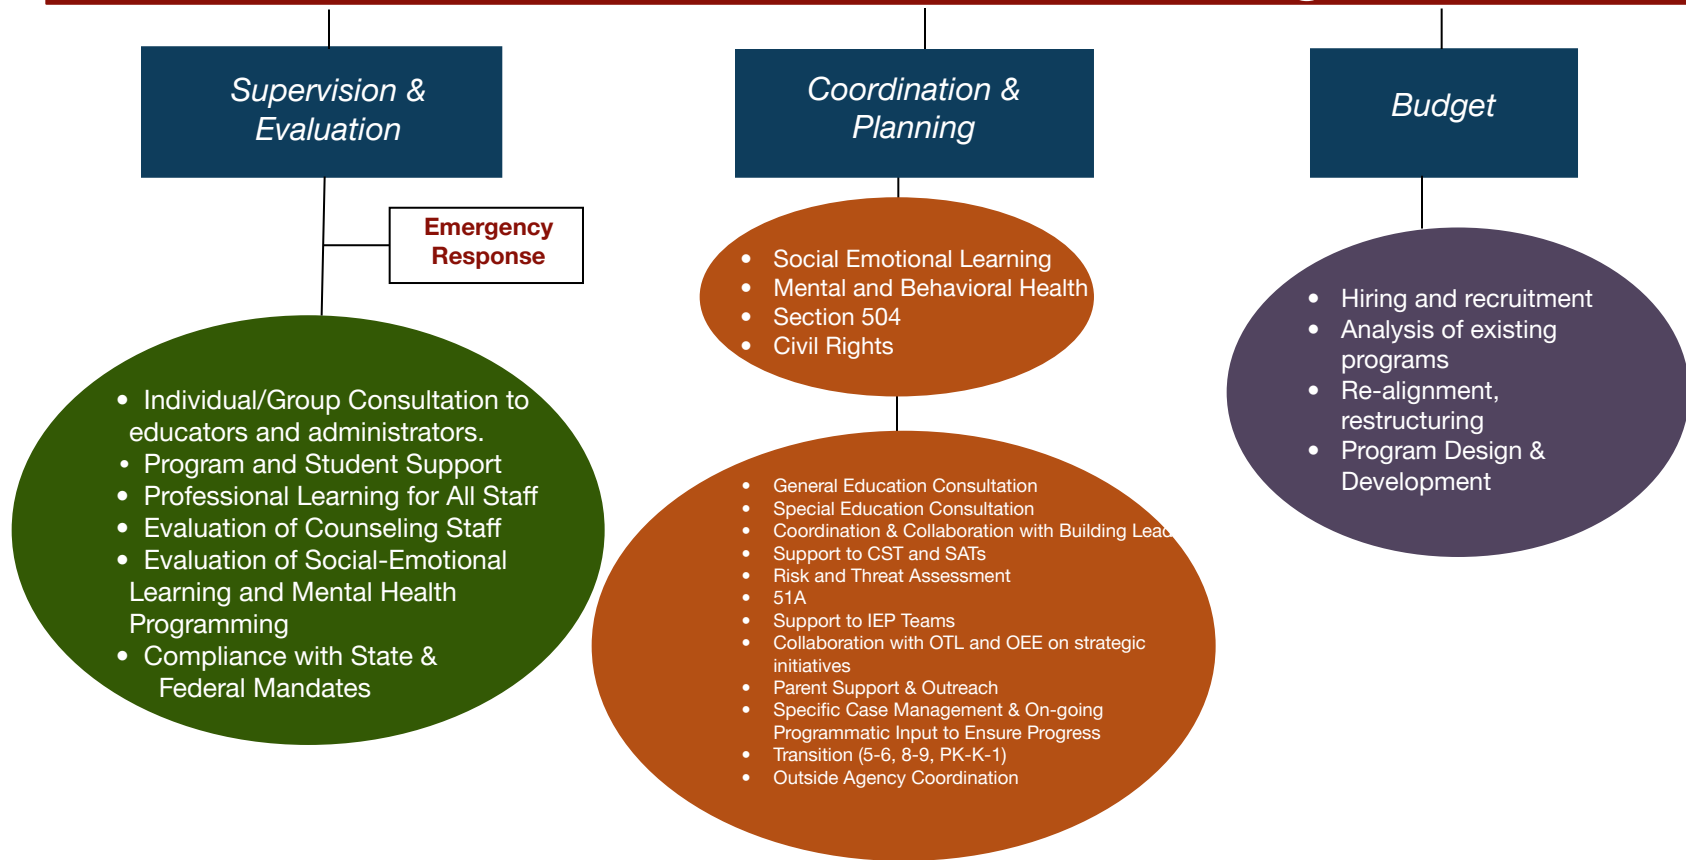 Supervision &
Evaluation
Emergency
Response
• Individual/Group Consultation to
educators and administrators.
• Program and Student Support
• Professional Learning for All Staff
• Evaluation of Counseling Staff
• Evaluation of Social-Emotional
Learning and Mental Health
Programming
• Compliance with State &
Federal Mandates
Coordination &
Planning
• Social Emotional Learning
• Mental and Behavioral Health
• Section 504
• Civil Rights
• General Education Consultation
• Special Education Consultation
• Coordination & Collaboration with Building Lead
• Support to CST and SATs
• Risk and Threat Assessment
• 51A
• Support to IEP Teams
• Collaboration with OTL and OEE on strategic
initiatives
• Parent Support & Outreach
• Specific Case Management & On-going
Programmatic Input to Ensure Progress
• Transition (5-6, 8-9, PK-K-1)
• Outside Agency Coordination
Budget
• Hiring and recruitment
• Analysis of existing
programs
• Re-alignment,
restructuring
• Program Design &
Development